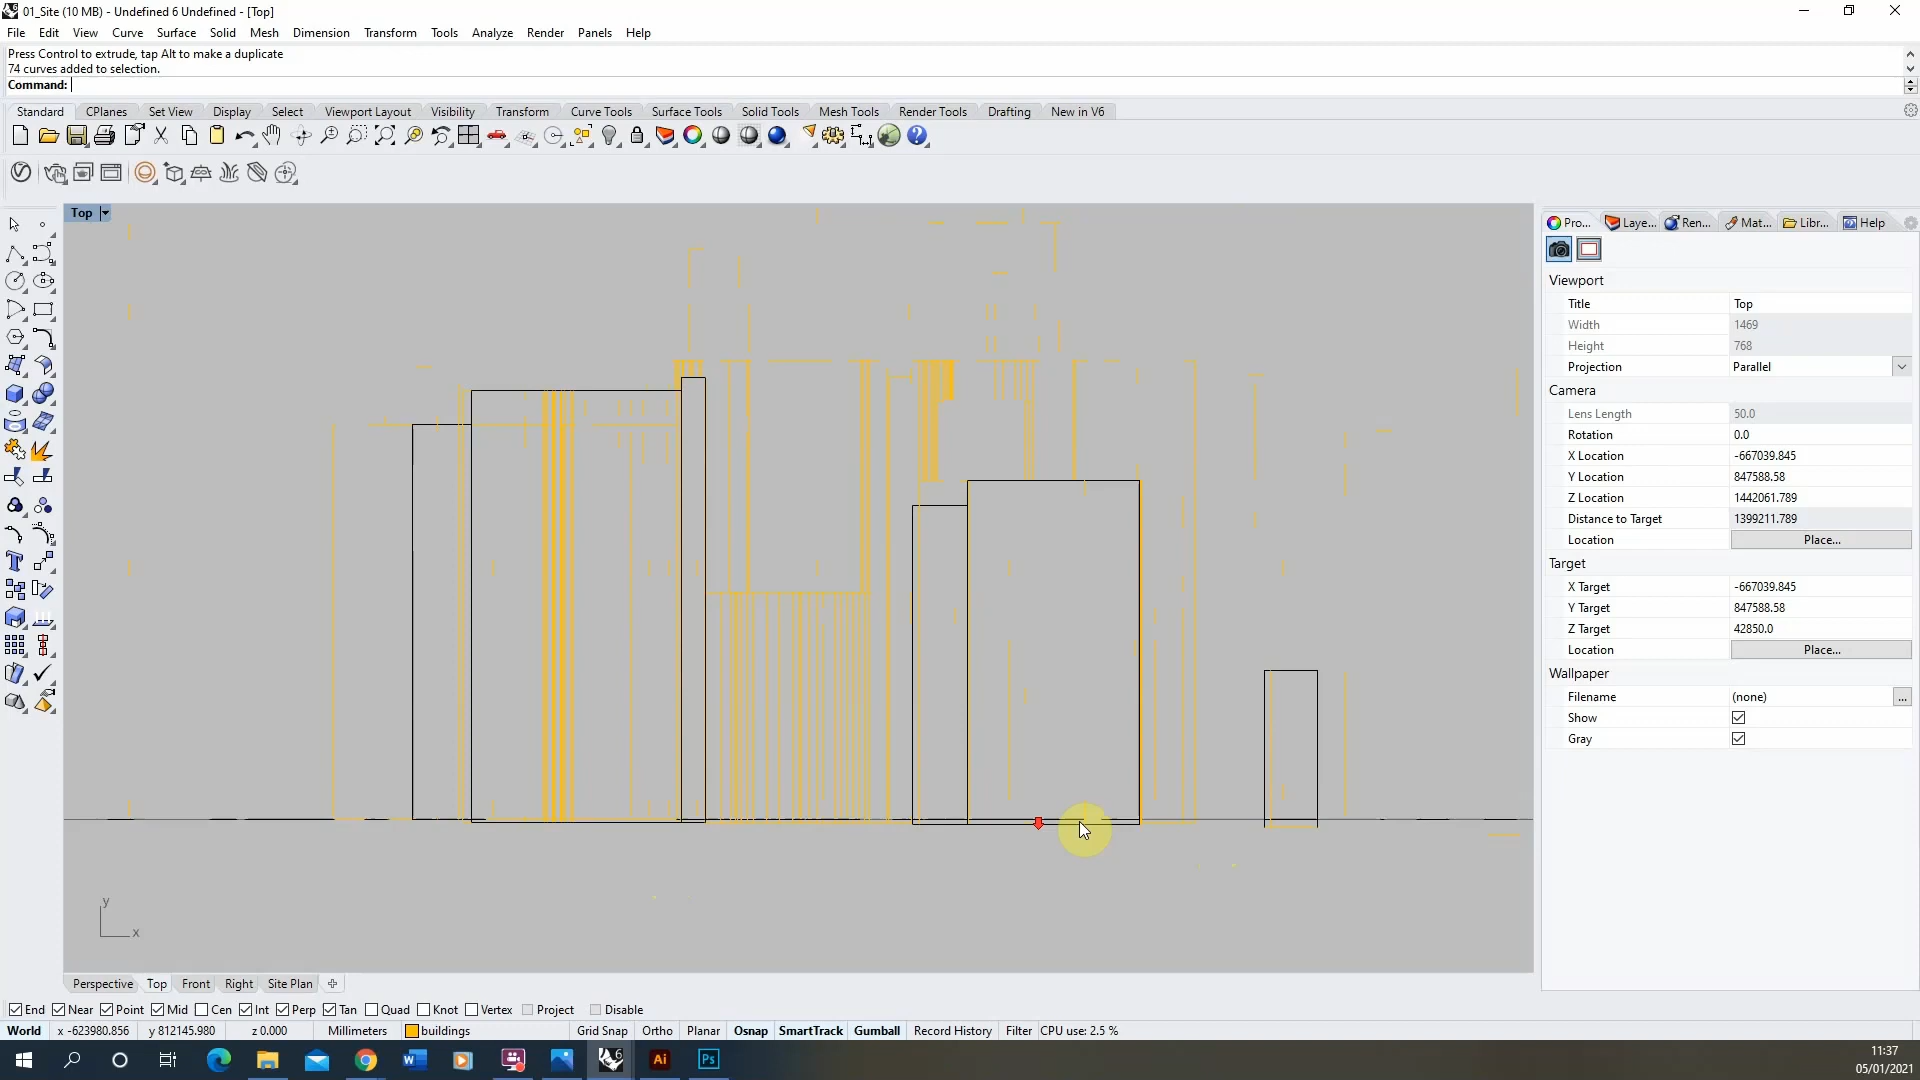 01_Site (10 MB) - Undefined 6 Undefined - [Top]
File Edit View Curve Surface Solid Mesh Dimension Transform Tools Analyze Render Panels Help
Press Control to extrude, tap Alt to make a duplicate
74 curves added to selection.
Command:
Standard CPlanes Set View Display Select Viewport Layout Visibility Transform Curve Tools Surface Tools Solid Tools Mesh Tools Render Tools Drafting New in V6
Top
Pro... Laye... Ren... Mat... Libr... Help
Viewport
Title Top
Width 1469
Height 768
Projection Parallel
Camera
Lens Length 50.0
Rotation 0.0
X Location -667039.845
Y Location 847588.58
Z Location 1442061.789
Distance to Target 1399211.789
Location Place...
Target
X Target -667039.845
Y Target 847588.58
Z Target 42850.0
Location Place...
Wallpaper
Filename (none) ...
Show
Gray
y
x
Perspective Top Front Right Site Plan
End Near Point Mid Cen Int Perp Tan Quad Knot Vertex Project Disable
World x -623980.856 y 812145.980 z 0.000 Millimeters buildings Grid Snap Ortho Planar Osnap SmartTrack Gumball Record History Filter CPU use: 2.5 %
6 Ai Ps
11:37
05/01/2021